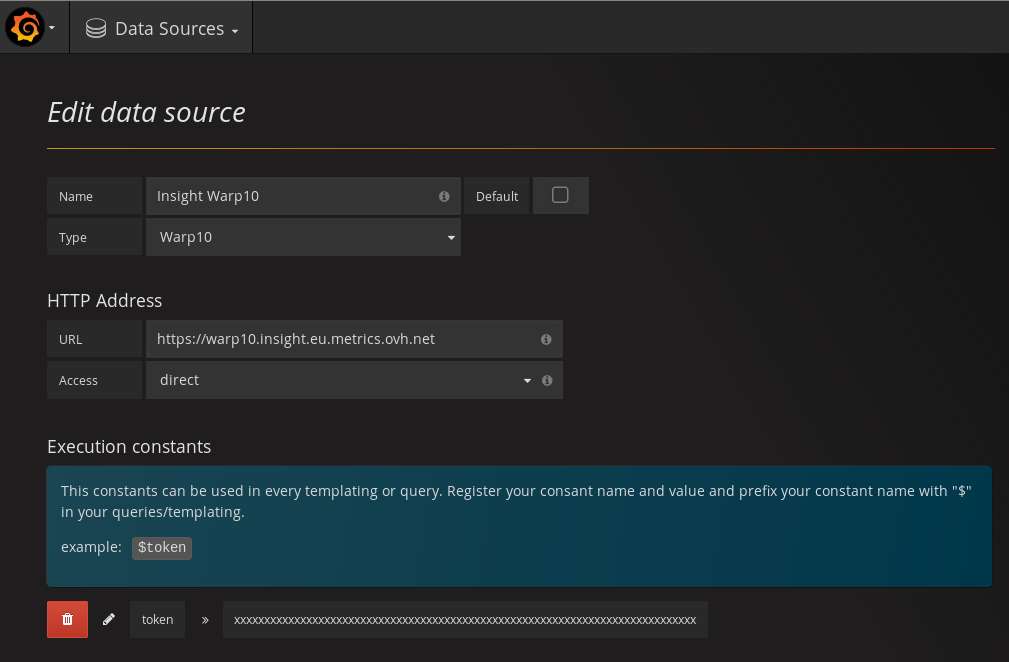 Data Sources
Edit data source
Name Insight Warp10 Default
Type Warp10
HTTP Address
URL https://warp10.insight.eu.metrics.ovh.net
Access direct
Execution constants
This constants can be used in every templating or query. Register your consant name and value and prefix your constant name with "$"
in your queries/templating.
example: $token
token » xxxxxxxxxxxxxxxxxxxxxxxxxxxxxxxxxxxxxxxxxxxxxxxxxxxxxxxxxxxxxxxxxxxxxxxxxxxxx